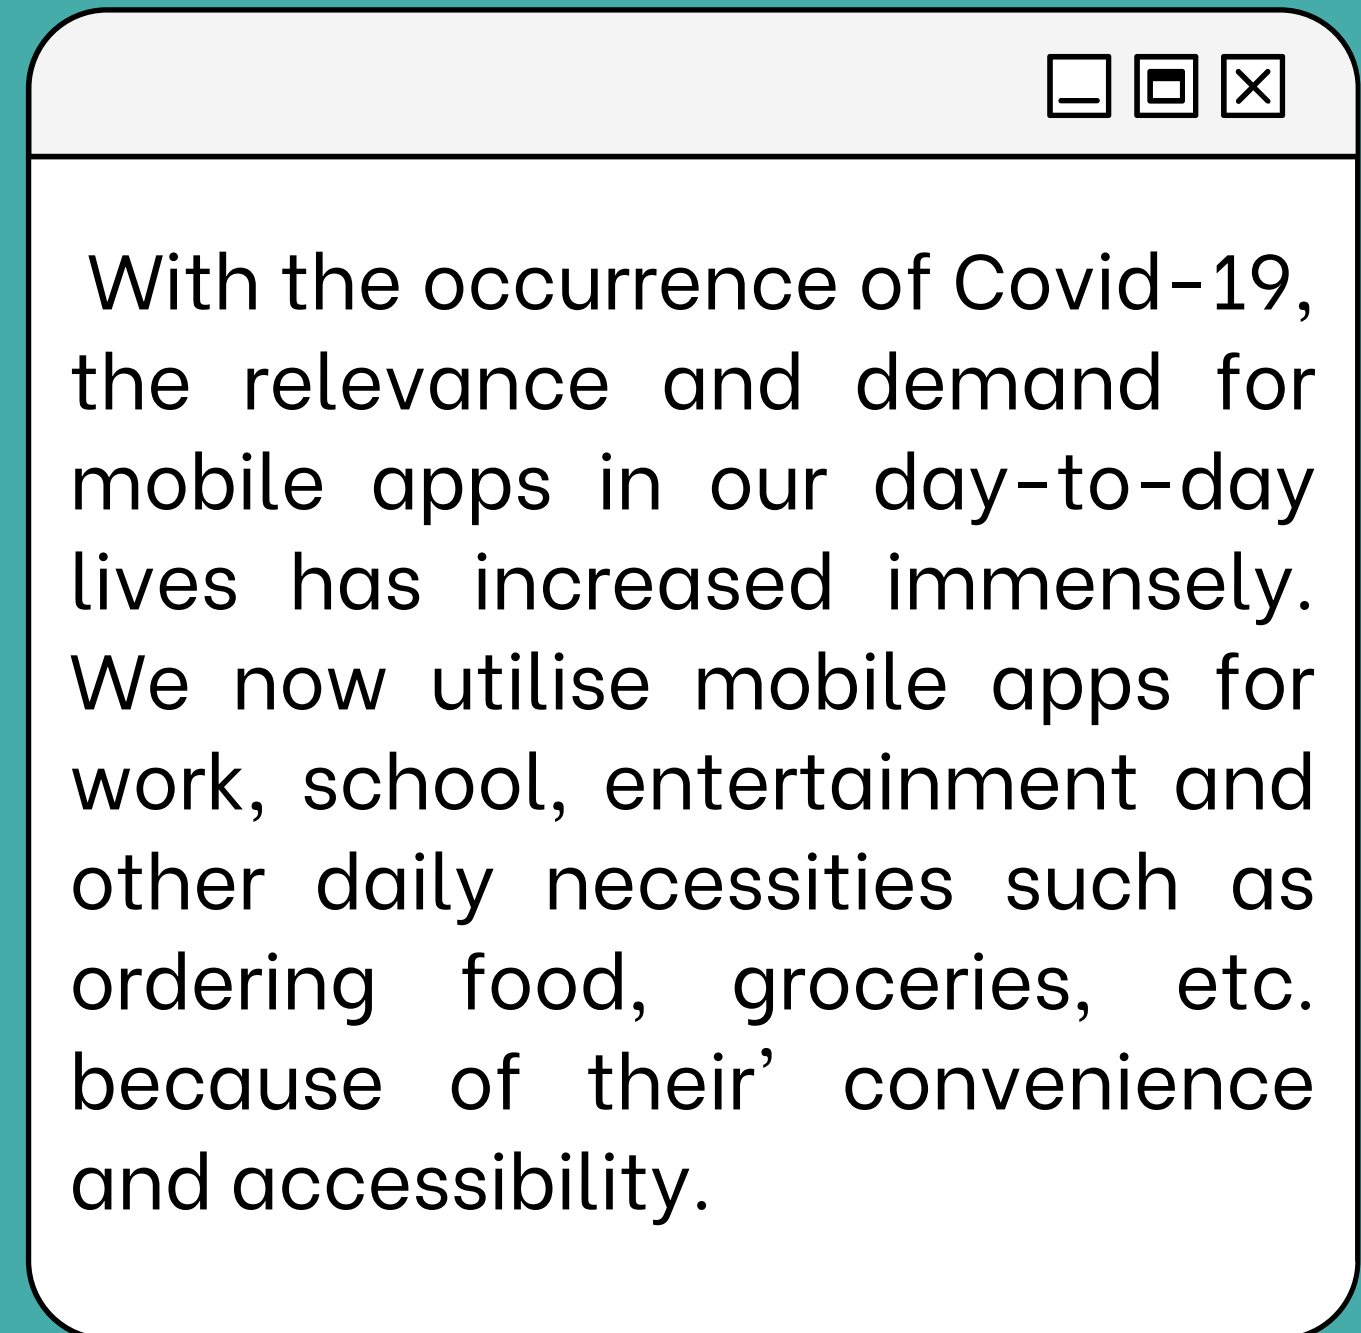 With the occurrence of Covid-19,
the relevance and demand for
mobile apps in our day-to-day
lives has increased immensely.
We now utilise mobile apps for
work, school, entertainment and
other daily necessities such as
ordering food, groceries, etc.
because of their’ convenience
and accessibility.